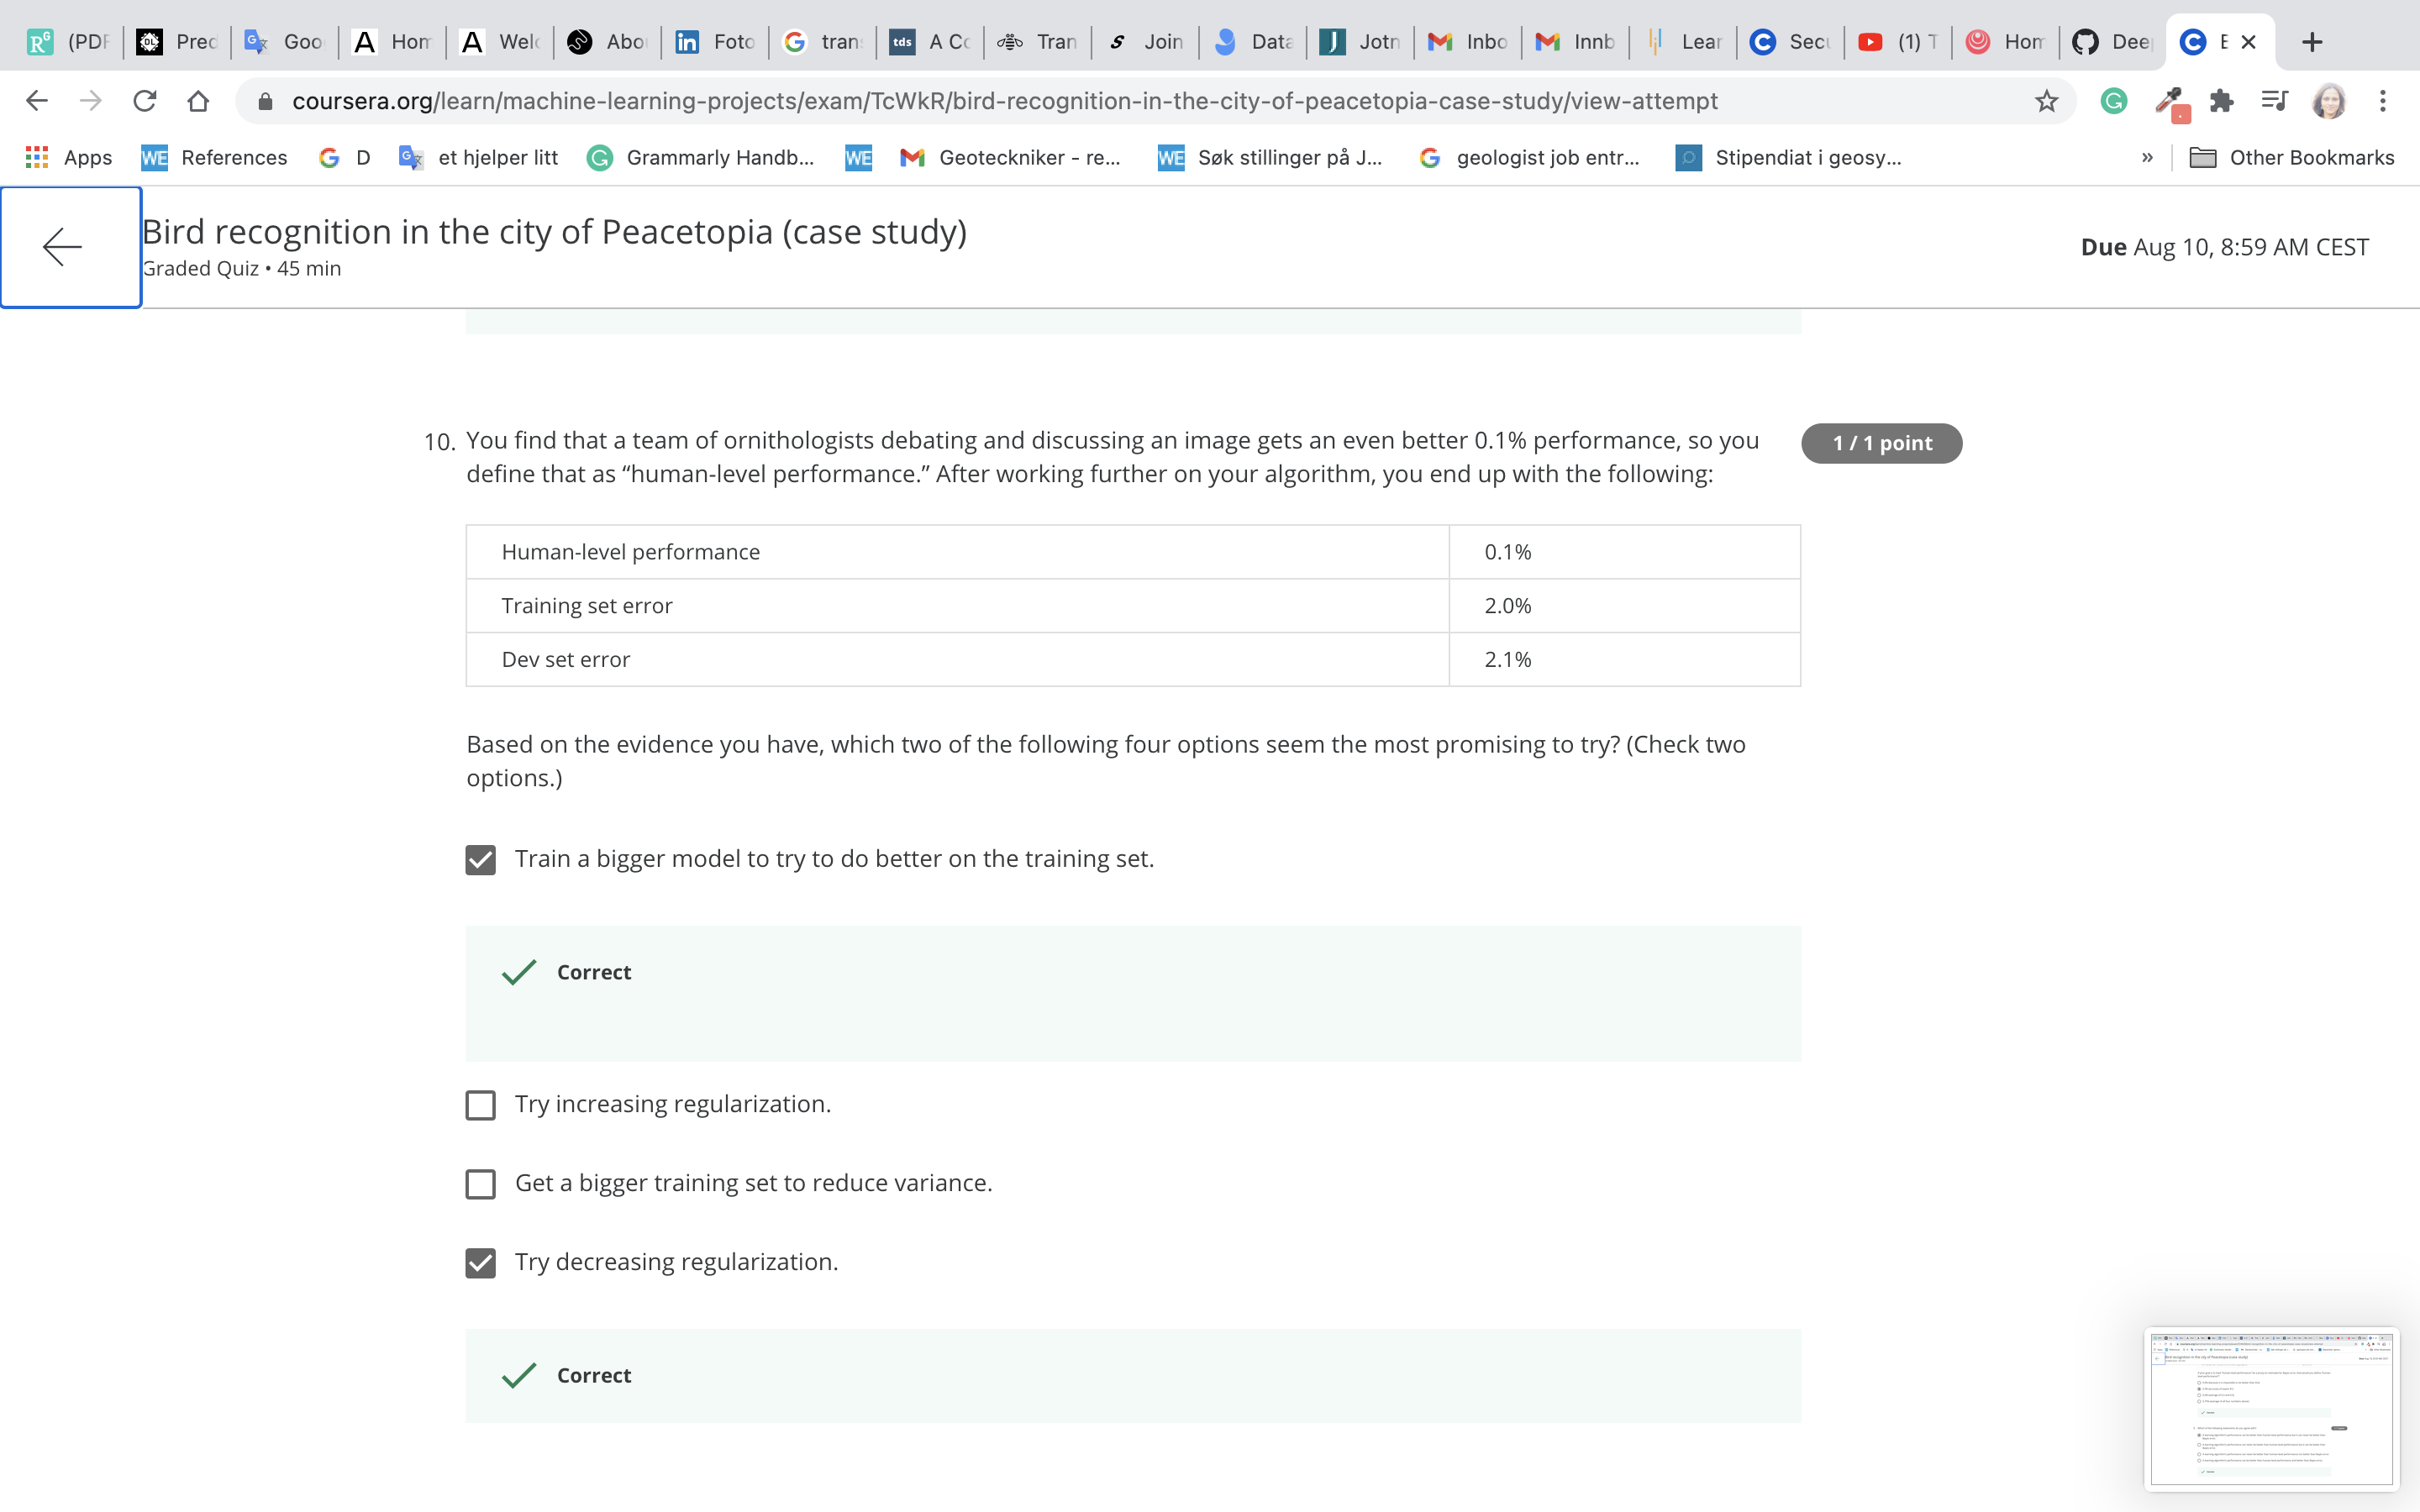 (PDF Pred Goo Hom Welc Abo Foto tran A Co Tran Join Data Jotn Inbo Innb Lear Secu (1) T Hom Deep
coursera.org/learn/machine-learning-projects/exam/TcWkR/bird-recognition-in-the-city-of-peacetopia-case-study/view-attempt
Apps WE References D et hjelper litt Grammarly Handb... WE Geoteckniker - re... WE Søk stillinger på J... geologist job entr... Stipendiat i geosy... » Other Bookmarks
Bird recognition in the city of Peacetopia (case study)
Graded Quiz • 45 min
Due Aug 10, 8:59 AM CEST
10. You find that a team of ornithologists debating and discussing an image gets an even better 0.1% performance, so you
define that as “human-level performance.” After working further on your algorithm, you end up with the following:
1 / 1 point
Human-level performance 0.1%
Training set error 2.0%
Dev set error 2.1%
Based on the evidence you have, which two of the following four options seem the most promising to try? (Check two
options.)
Train a bigger model to try to do better on the training set.
Correct
Try increasing regularization.
Get a bigger training set to reduce variance.
Try decreasing regularization.
Correct